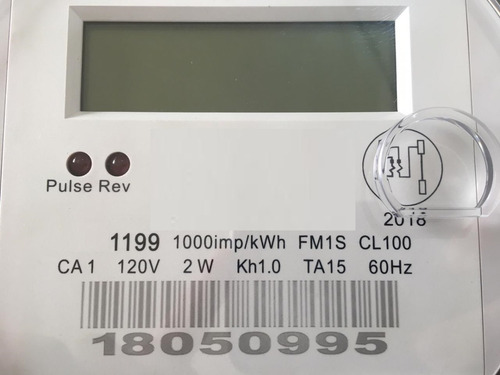 Pulse Rev
2018
1199 1000imp/kWh FM1S CL100
CA 1 120V 2 W Kh1.0 TA15 60Hz
18050995